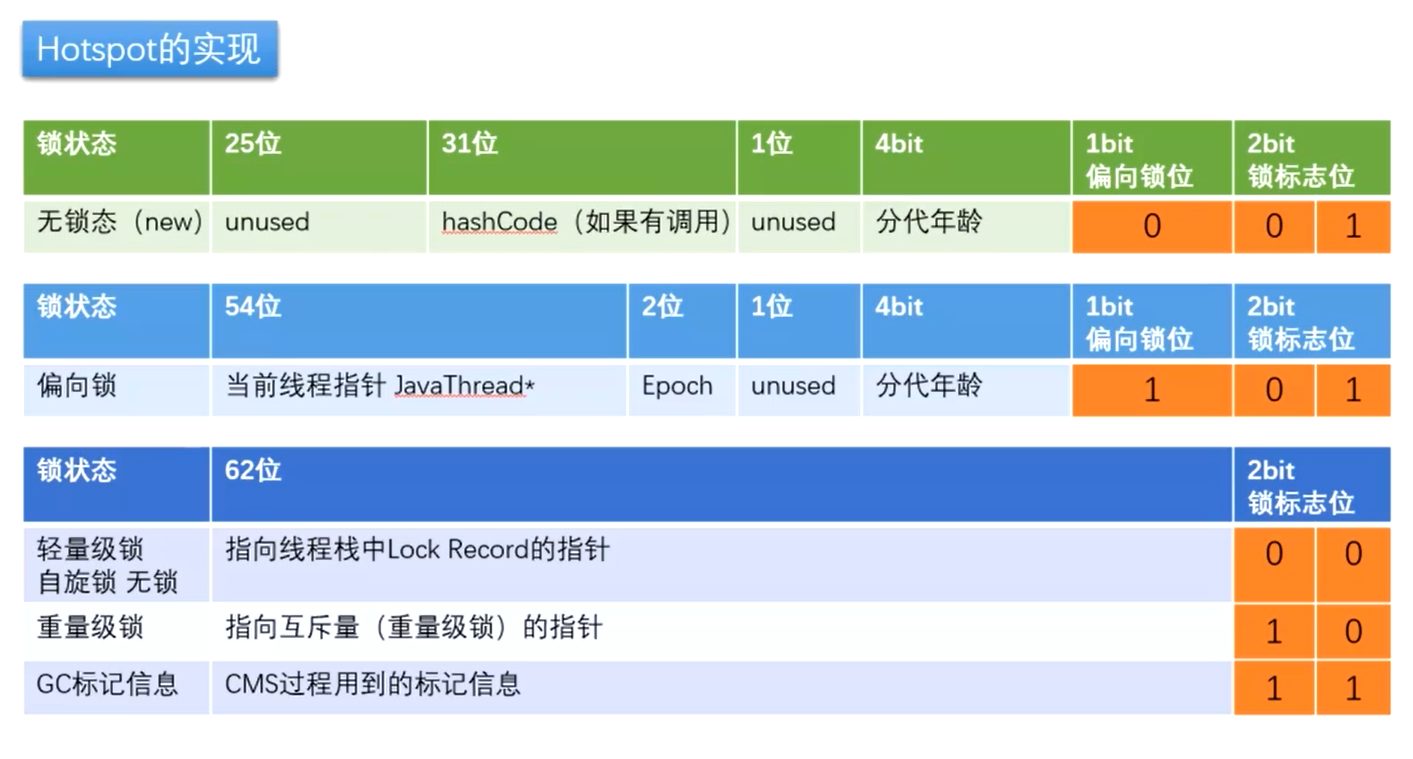 Hotspot的实现
锁状态 25位 31位 1位 4bit 1bit 2bit
偏向锁位 锁标志位
无锁态（new） unused hashCode（如果有调用） unused 分代年龄 0 0 1
锁状态 54位 2位 1位 4bit 1bit 2bit
偏向锁位 锁标志位
偏向锁 当前线程指针 JavaThread* Epoch unused 分代年龄 1 0 1
锁状态 62位 2bit
锁标志位
轻量级锁 指向线程栈中Lock Record的指针 0 0
自旋锁 无锁
重量级锁 指向互斥量（重量级锁）的指针 1 0
GC标记信息 CMS过程用到的标记信息 1 1